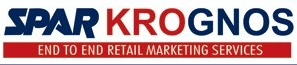 SPAR KROGNOS
END TO END RETAIL MARKETING SERVICES